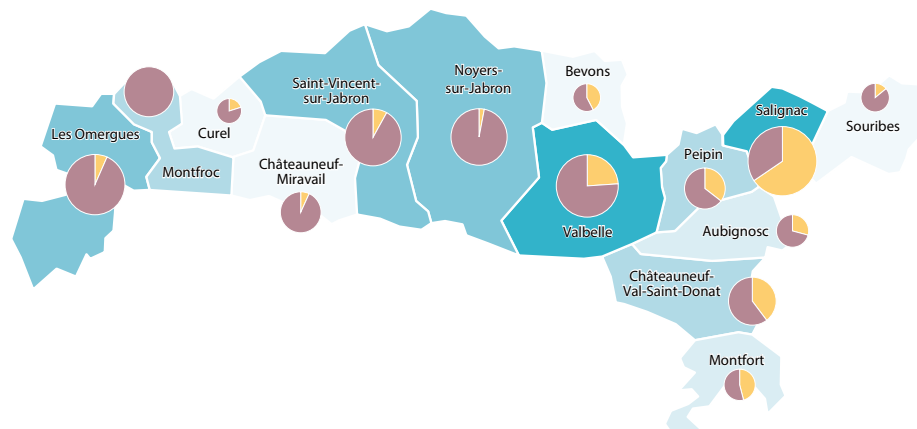 Les Omergues
Montfroc
Curel
Châteauneuf-
Miravail
Saint-Vincent-
sur-Jabron
Noyers-
sur-Jabron
Bevons
Valbelle
Peipin
Salignac
Souribes
Aubignosc
Châteauneuf-
Val-Saint-Donat
Montfort